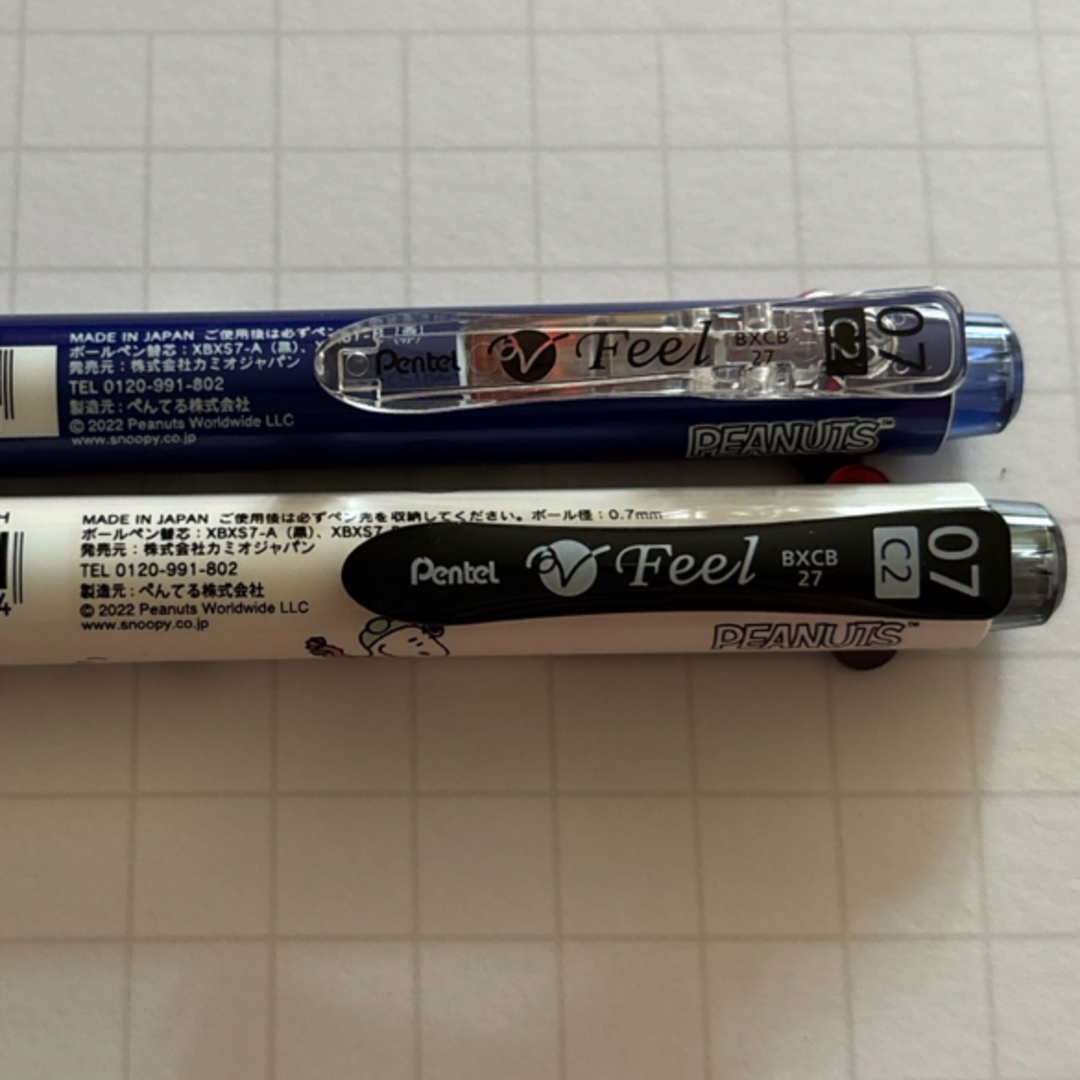 MADE IN JAPAN ご使用後は必ずペン
ボールペン替芯：XBXS7-A（黒）、X
発売元：株式会社カミオジャパン
TEL 0120-991-802
製造元：ぺんてる株式会社
© 2022 Peanuts Worldwide LLC
www.snoopy.co.jp
Pentel Feel BXCB 27 C2 07
PEANUTS™
MADE IN JAPAN ご使用後は必ずペン先を収納してください。ボール径：0.7mm
ボールペン替芯：XBXS7-A（黒）、XBXS7-
発売元：株式会社カミオジャパン
TEL 0120-991-802
製造元：ぺんてる株式会社
© 2022 Peanuts Worldwide LLC
www.snoopy.co.jp
Pentel Feel BXCB 27 C2 07
PEANUTS™